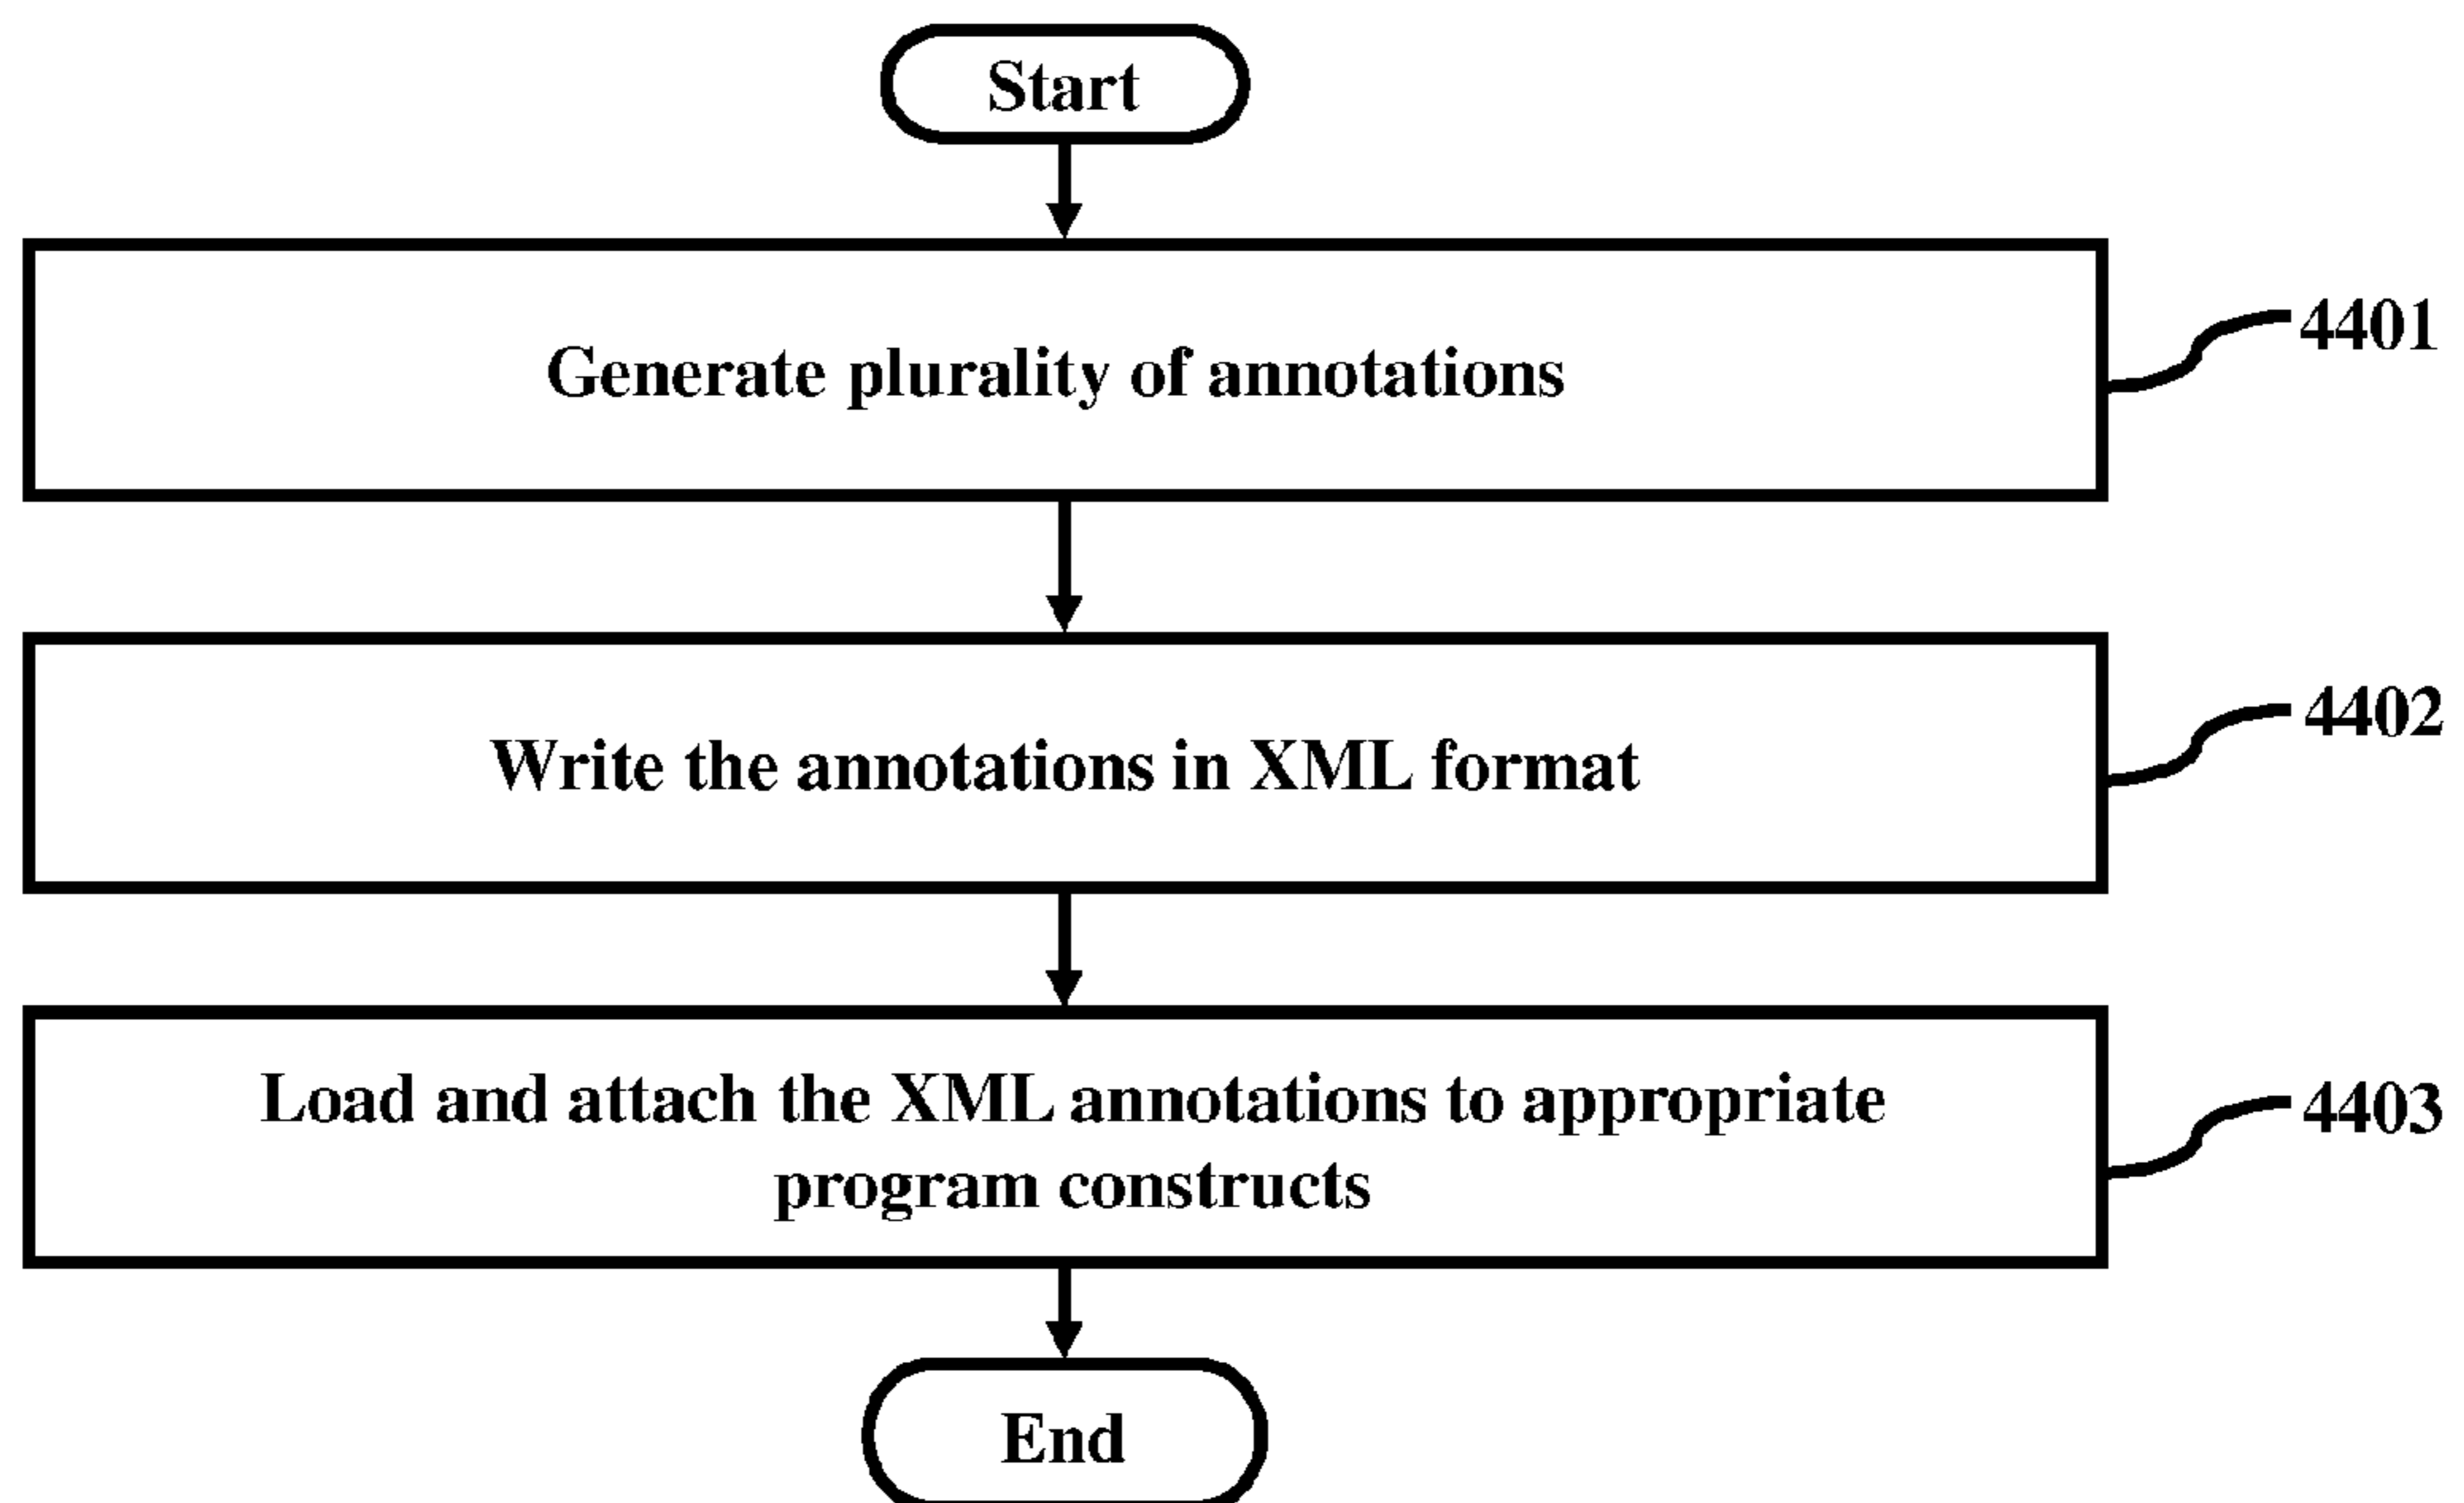 Start
Generate plurality of annotations
4401
Write the annotations in XML format
4402
Load and attach the XML annotations to appropriate
program constructs
4403
End